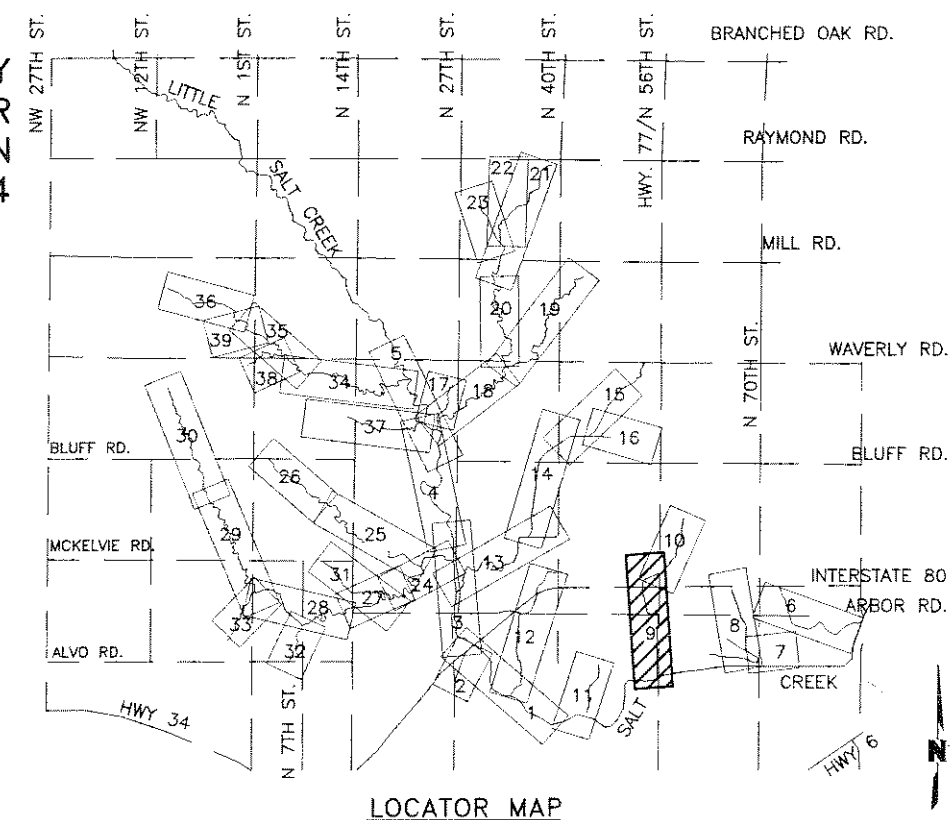 NW 27TH ST.
NW 12TH ST.
N 1ST ST.
N 14TH ST.
N 27TH ST.
N 40TH ST.
HWY. 77/N 56TH ST.
BRANCHED OAK RD.
Y
R
N
4
LITTLE
SALT CREEK
RAYMOND RD.
22
21
23
MILL RD.
36
20
19
39
35
5
38
34
17
18
WAVERLY RD.
N 70TH ST.
15
30
37
16
BLUFF RD.
BLUFF RD.
26
4
14
29
25
MCKELVIE RD.
10
31
13
24
INTERSTATE 80
27
6
ARBOR RD.
28
33
3
12
9
8
7
ALVO RD.
32
2
11
CREEK
1
SALT
HWY 34
N 7TH ST.
HWY 6
N
LOCATOR MAP